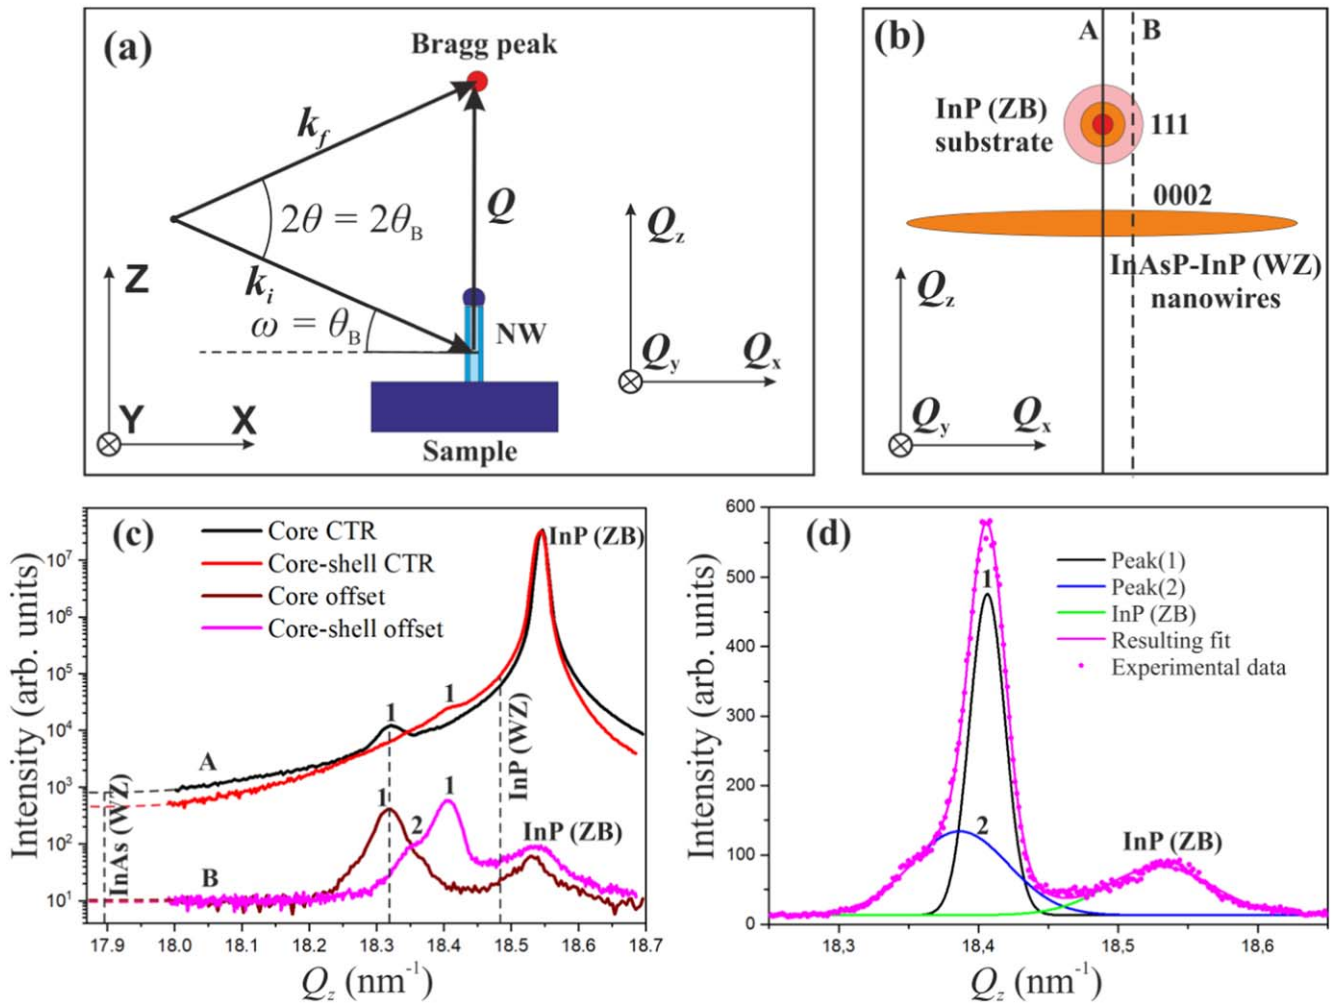 (a)
Bragg peak
k_f
2θ = 2θ_B
Q
k_i
ω = θ_B
NW
Z
Y
X
Sample
Q_z
Q_y
Q_x
(b)
A
B
InP (ZB)
substrate
111
0002
InAsP-InP (WZ)
nanowires
Q_z
Q_y
Q_x
(c)
Core CTR
Core-shell CTR
Core offset
Core-shell offset
InP (ZB)
1
1
A
InAs (WZ)
InP (WZ)
1
2
1
InP (ZB)
B
10^7
10^6
10^5
10^4
10^3
10^2
10^1
Intensity (arb. units)
17.9
18.0
18.1
18.2
18.3
18.4
18.5
18.6
18.7
Q_z (nm^-1)
(d)
Peak(1)
Peak(2)
InP (ZB)
Resulting fit
Experimental data
1
2
InP (ZB)
600
500
400
300
200
100
0
Intensity (arb. units)
18,3
18,4
18,5
18,6
Q_z (nm^-1)